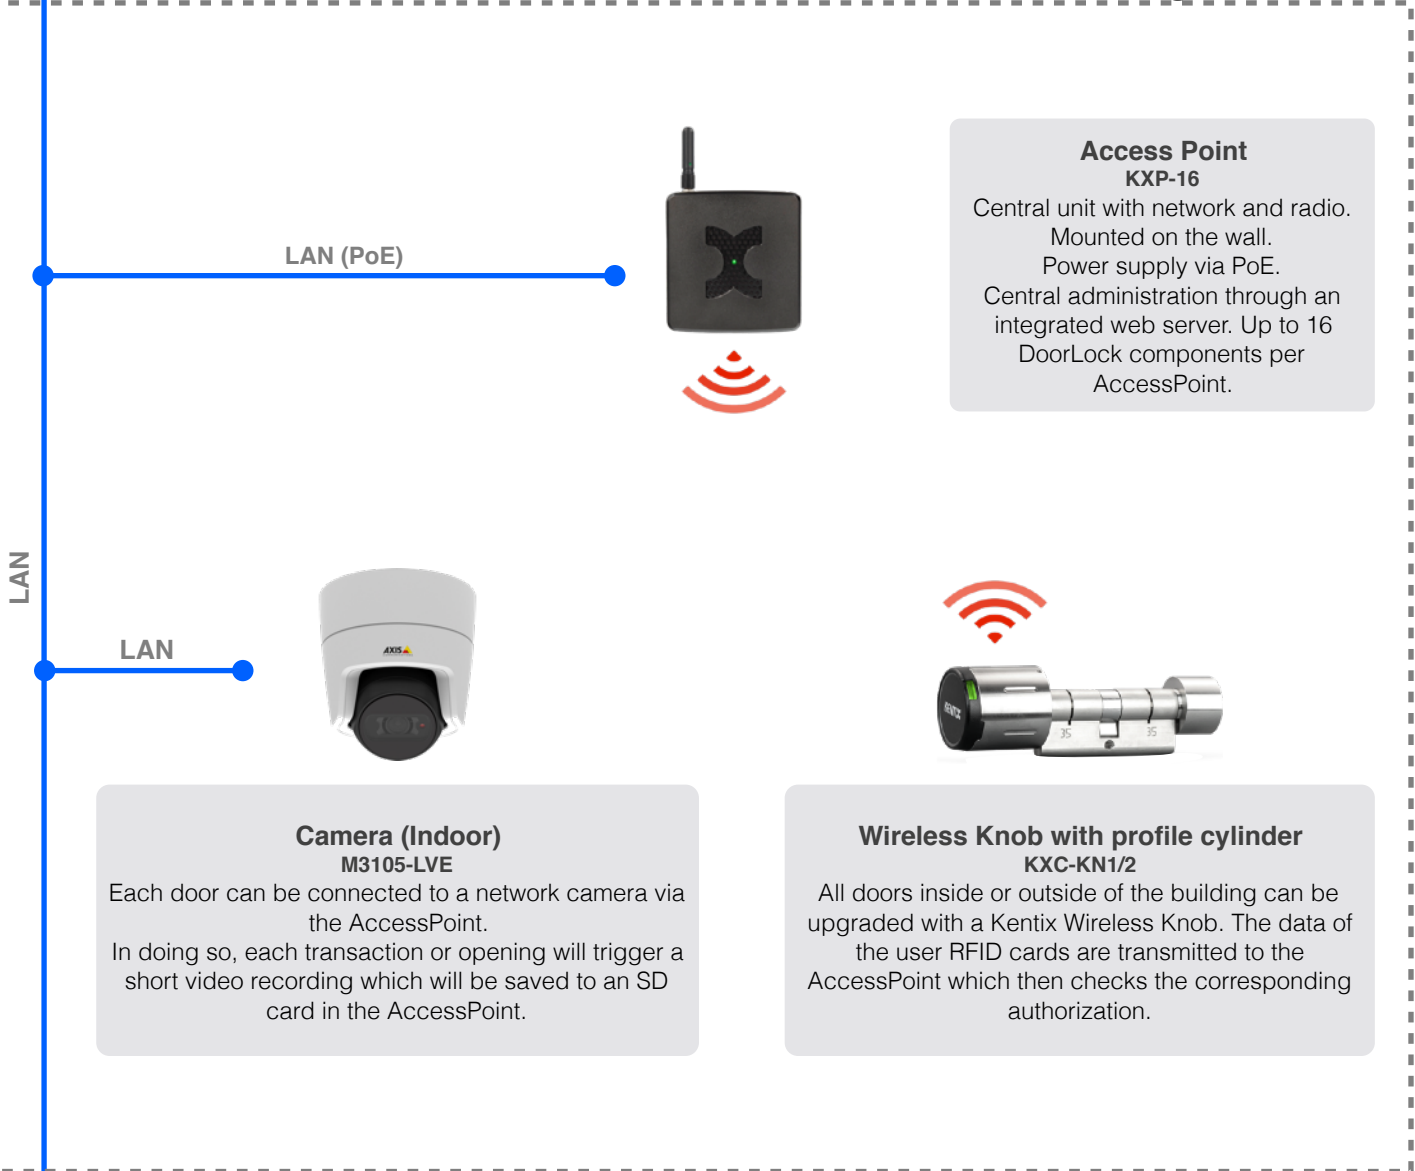 Access Point
KXP-16
Central unit with network and radio.
Mounted on the wall.
Power supply via PoE.
Central administration through an
integrated web server. Up to 16
DoorLock components per
AccessPoint.
LAN (PoE)
LAN
LAN
AXIS
KENTIX
35
35
Camera (Indoor)
M3105-LVE
Each door can be connected to a network camera via
the AccessPoint.
In doing so, each transaction or opening will trigger a
short video recording which will be saved to an SD
card in the AccessPoint.
Wireless Knob with profile cylinder
KXC-KN1/2
All doors inside or outside of the building can be
upgraded with a Kentix Wireless Knob. The data of
the user RFID cards are transmitted to the
AccessPoint which then checks the corresponding
authorization.